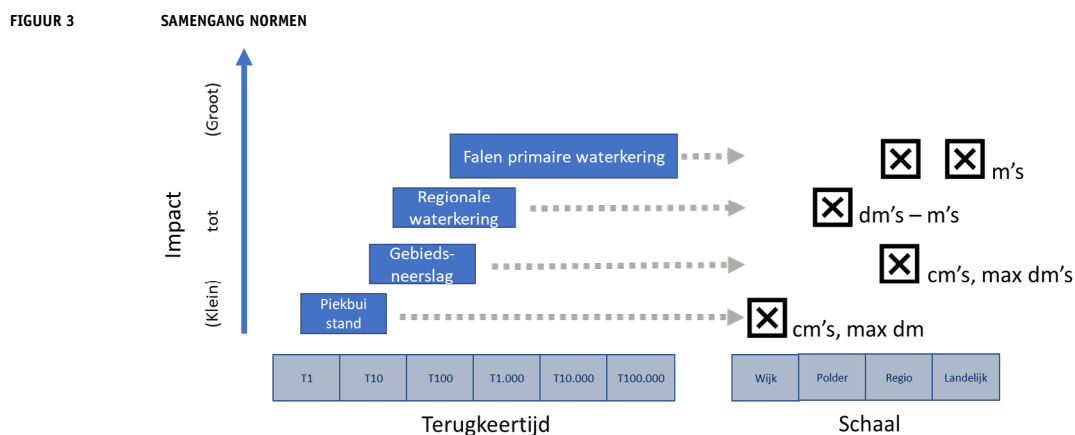 FIGUUR 3 SAMENGANG NORMEN
Impact
(Klein) tot (Groot)
Falen primaire waterkering
m's
Regionale
waterkering
dm's – m's
Gebieds-
neerslag
cm's, max dm's
Piekbui
stand
cm's, max dm
T1 T10 T100 T1.000 T10.000 T100.000
Wijk Polder Regio Landelijk
Terugkeertijd
Schaal